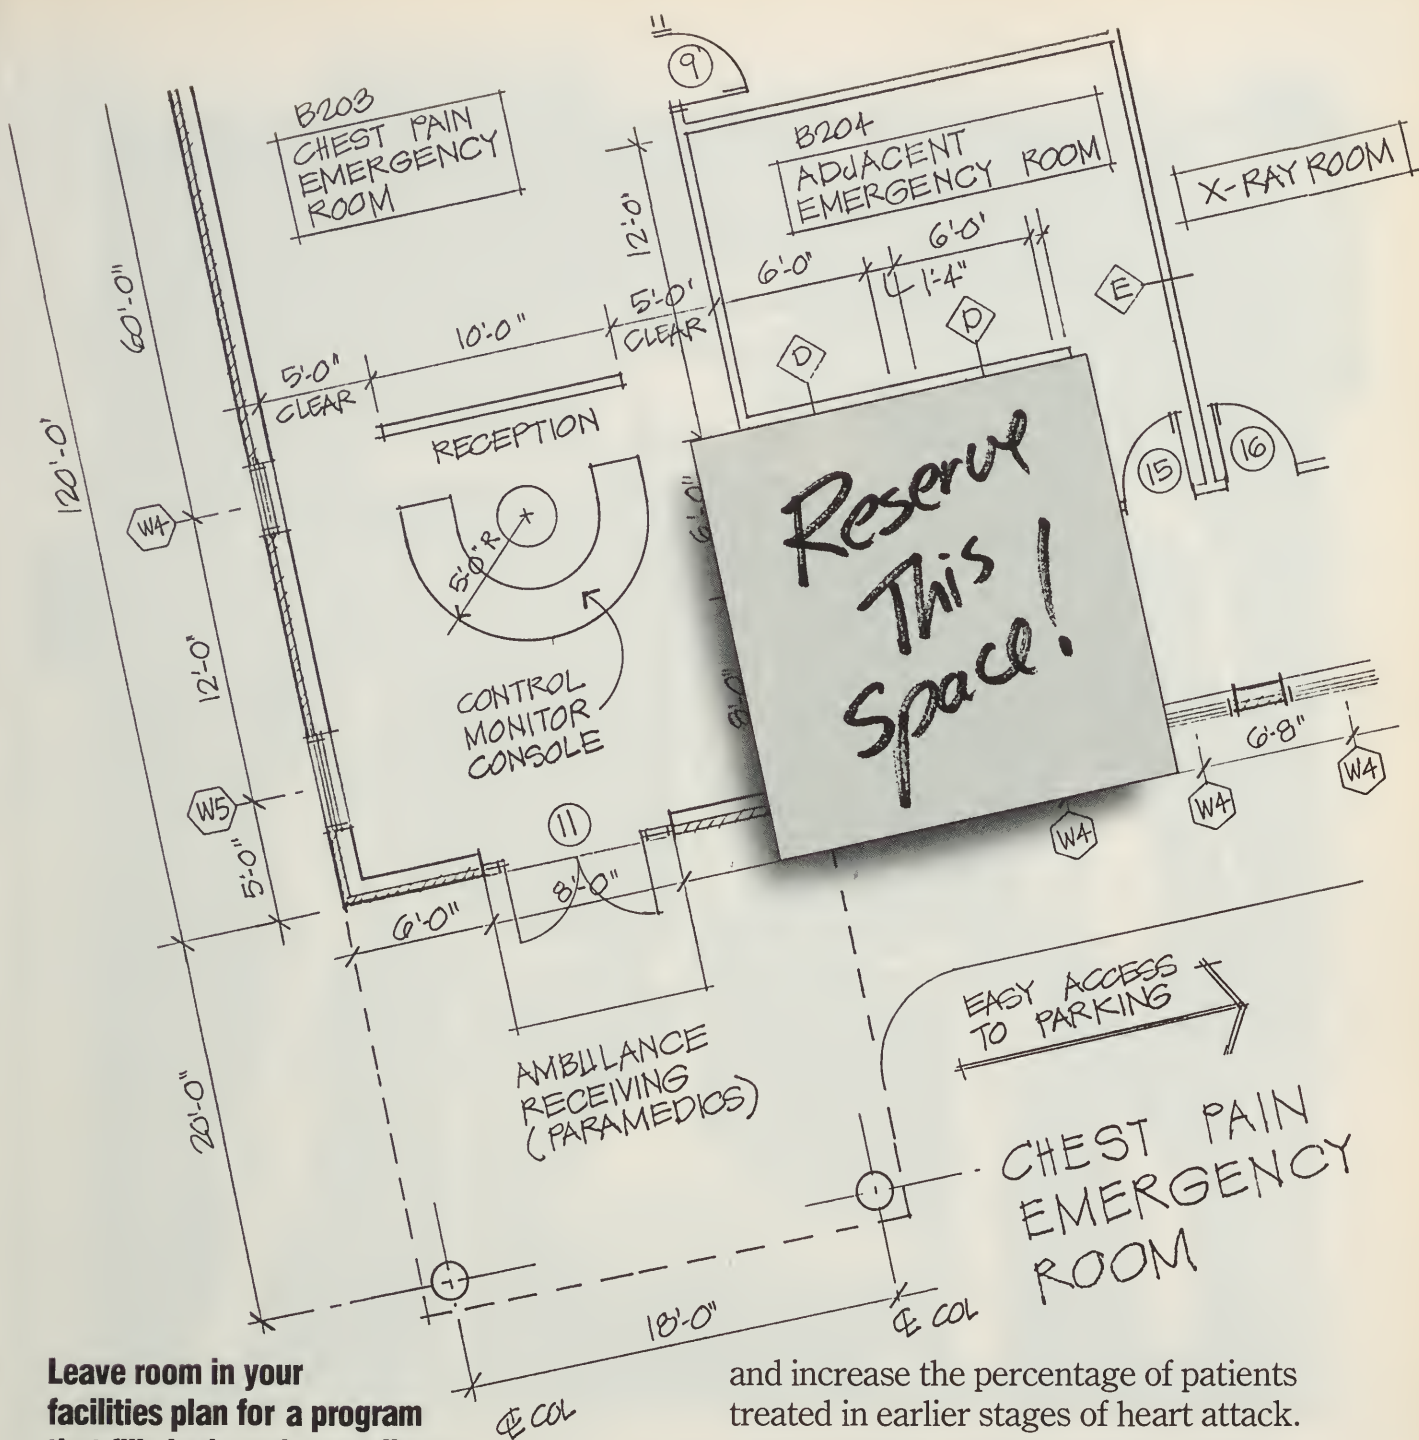 B203
CHEST PAIN
EMERGENCY
ROOM
9
B204
ADJACENT
EMERGENCY ROOM
X-RAY ROOM
12'-0'
6'-0"
6'-0'
1'-4"
E
D
D
60'-0"
5'-0"
CLEAR
10'-0"
5'-0'
CLEAR
120'-0'
RECEPTION
W4
5'-0" R
6'-0"
Reserve
This
Space!
15
16
12'-0"
CONTROL
MONITOR
CONSOLE
W5
5'-0"
11
6'-0"
8'-0"
6'-8"
W4
W4
W4
20'-0"
AMBULANCE
RECEIVING
(PARAMEDICS)
EASY ACCESS
TO PARKING
CHEST PAIN
EMERGENCY
ROOM
18'-0"
℄ COL
℄ COL
Leave room in your
facilities plan for a program
and increase the percentage of patients
treated in earlier stages of heart attack.